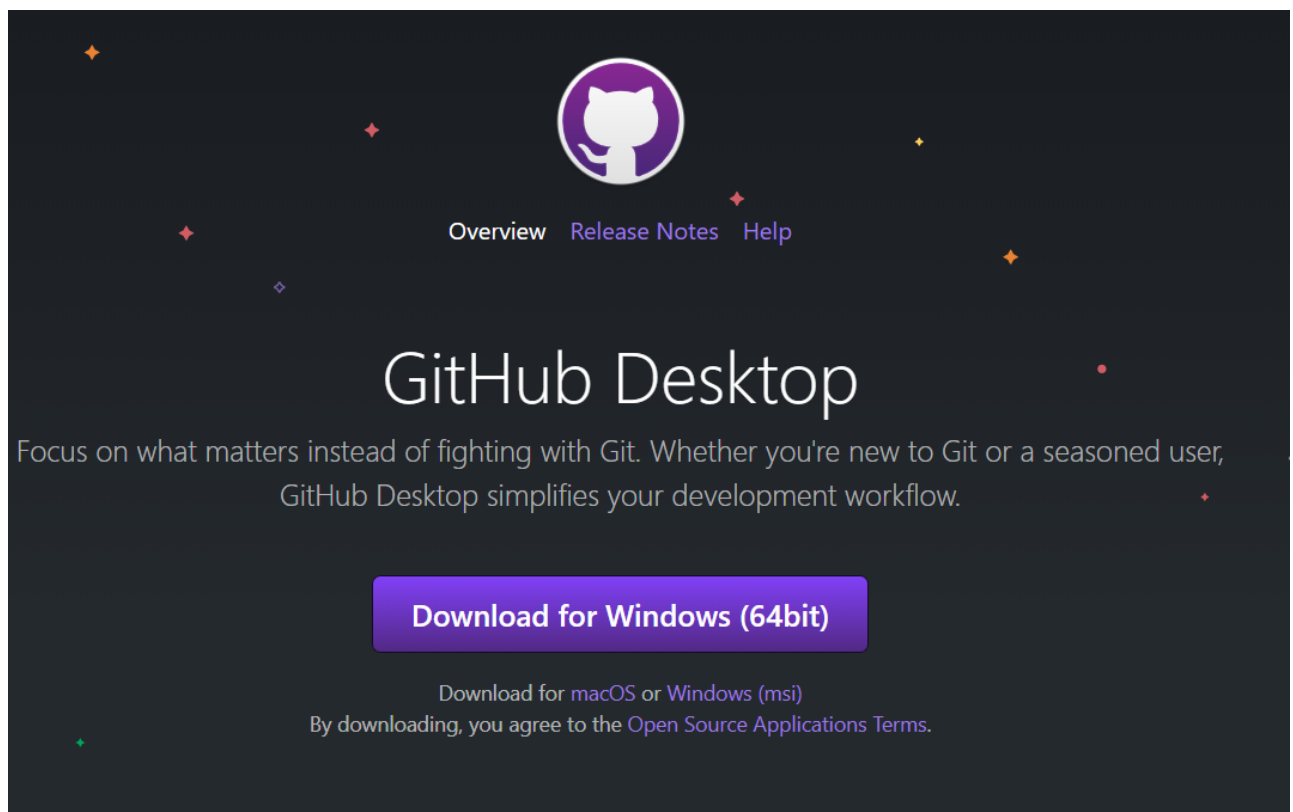 Overview Release Notes Help
GitHub Desktop
Focus on what matters instead of fighting with Git. Whether you're new to Git or a seasoned user,
GitHub Desktop simplifies your development workflow.
Download for Windows (64bit)
Download for macOS or Windows (msi)
By downloading, you agree to the Open Source Applications Terms.